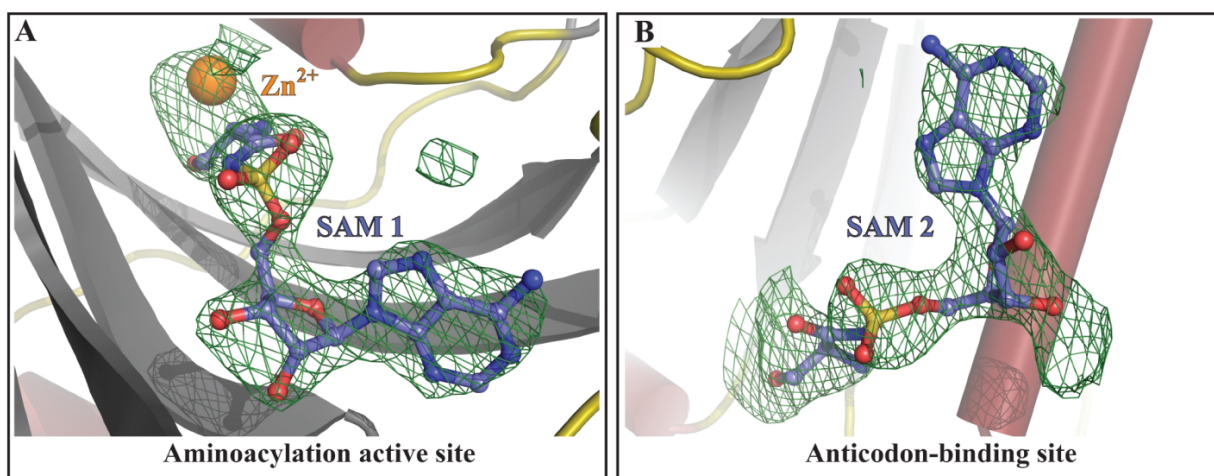 A
Zn2+
SAM 1
Aminoacylation active site
B
SAM 2
Anticodon-binding site